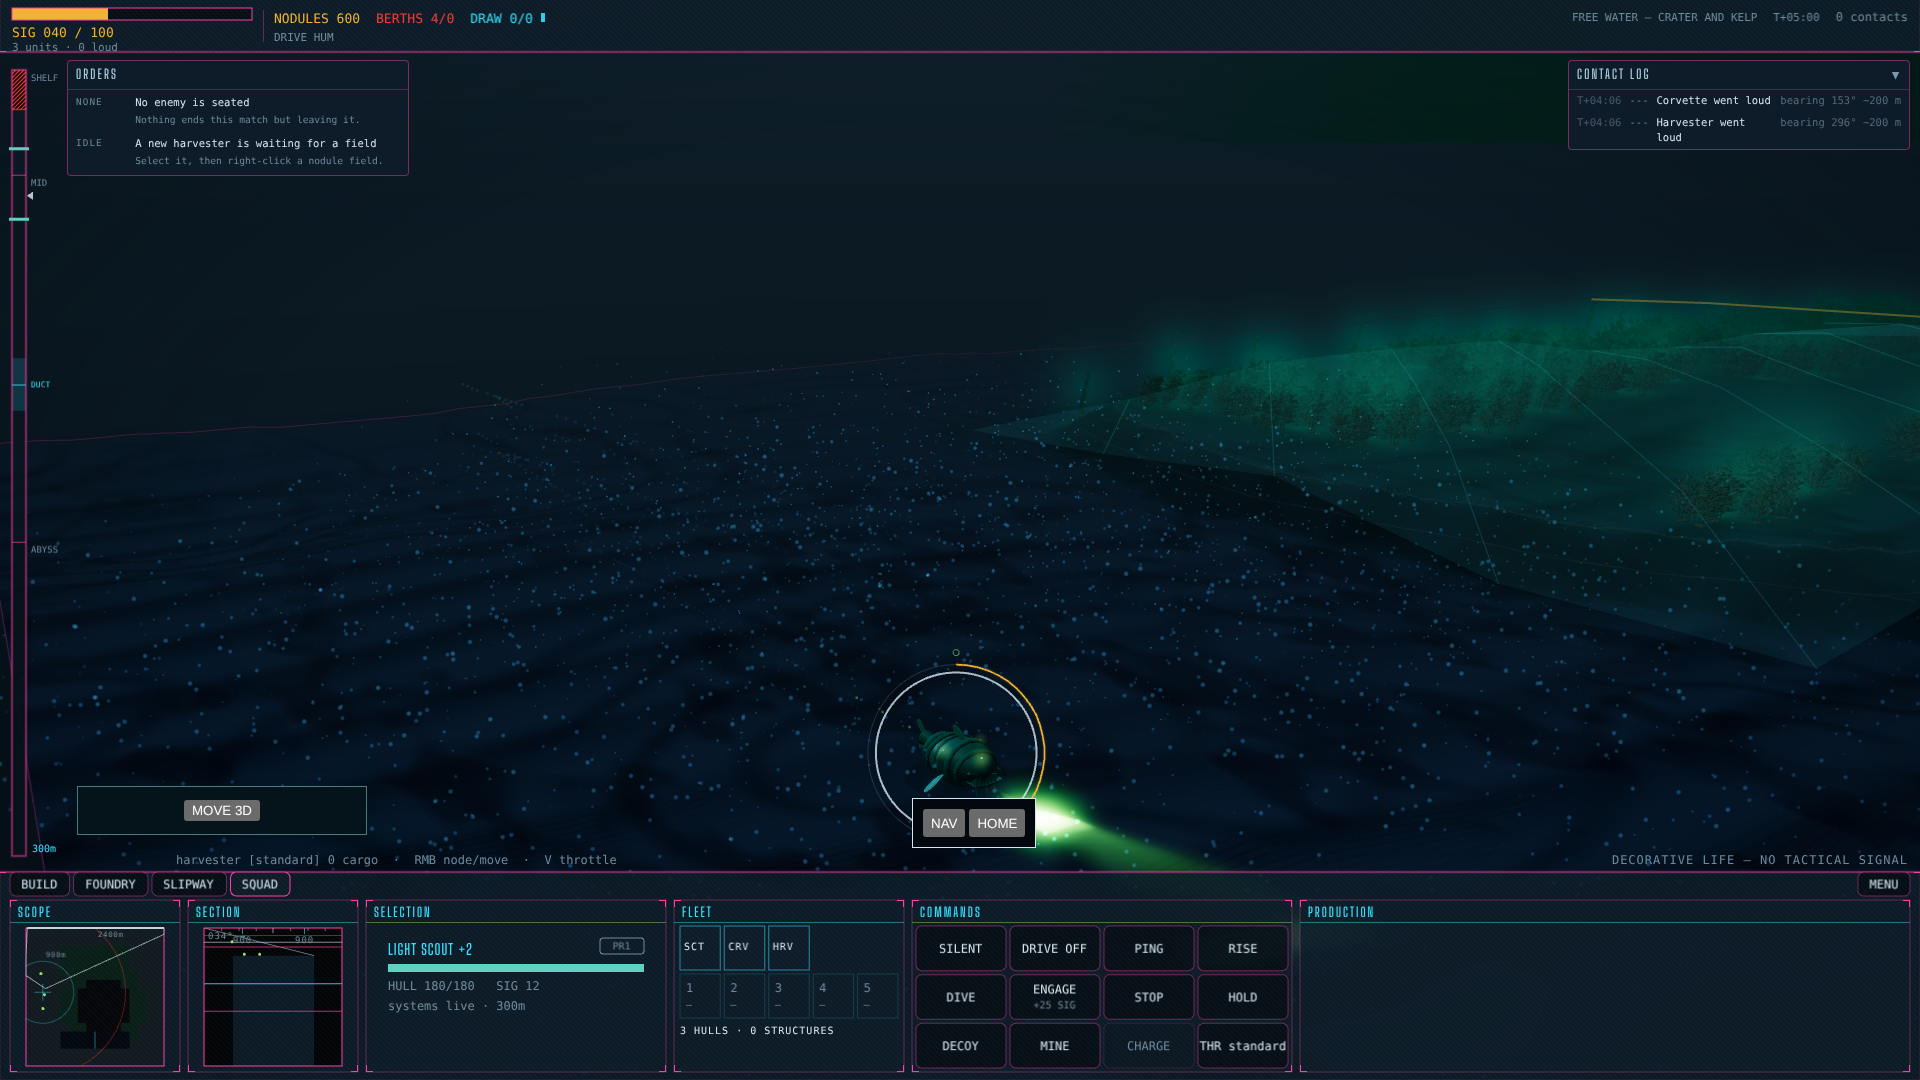 NODULES 600 BERTHS 4/0 DRAW 0/0
SIG 040 / 100
DRIVE HUM
3 units · 0 loud
FREE WATER — CRATER AND KELP T+05:00 0 contacts
SHELF
MID
DUCT
ABYSS
300m
ORDERS
NONE No enemy is seated
Nothing ends this match but leaving it.
IDLE A new harvester is waiting for a field
Select it, then right-click a nodule field.
CONTACT LOG ▼
T+04:06 --- Corvette went loud bearing 153° ~200 m
T+04:06 --- Harvester went loud bearing 296° ~200 m
MOVE 3D
NAV HOME
harvester [standard] 0 cargo · RMB node/move · V throttle
DECORATIVE LIFE — NO TACTICAL SIGNAL
BUILD FOUNDRY SLIPWAY SQUAD MENU
SCOPE
2400m
900m
SECTION
034°
900
SELECTION
LIGHT SCOUT +2 PR1
HULL 180/180 SIG 12
systems live · 300m
FLEET
SCT CRV HRV
1 2 3 4 5
— — — — —
3 HULLS · 0 STRUCTURES
COMMANDS
SILENT DRIVE OFF PING RISE
DIVE ENGAGE STOP HOLD
+25 SIG
DECOY MINE CHARGE THR standard
PRODUCTION